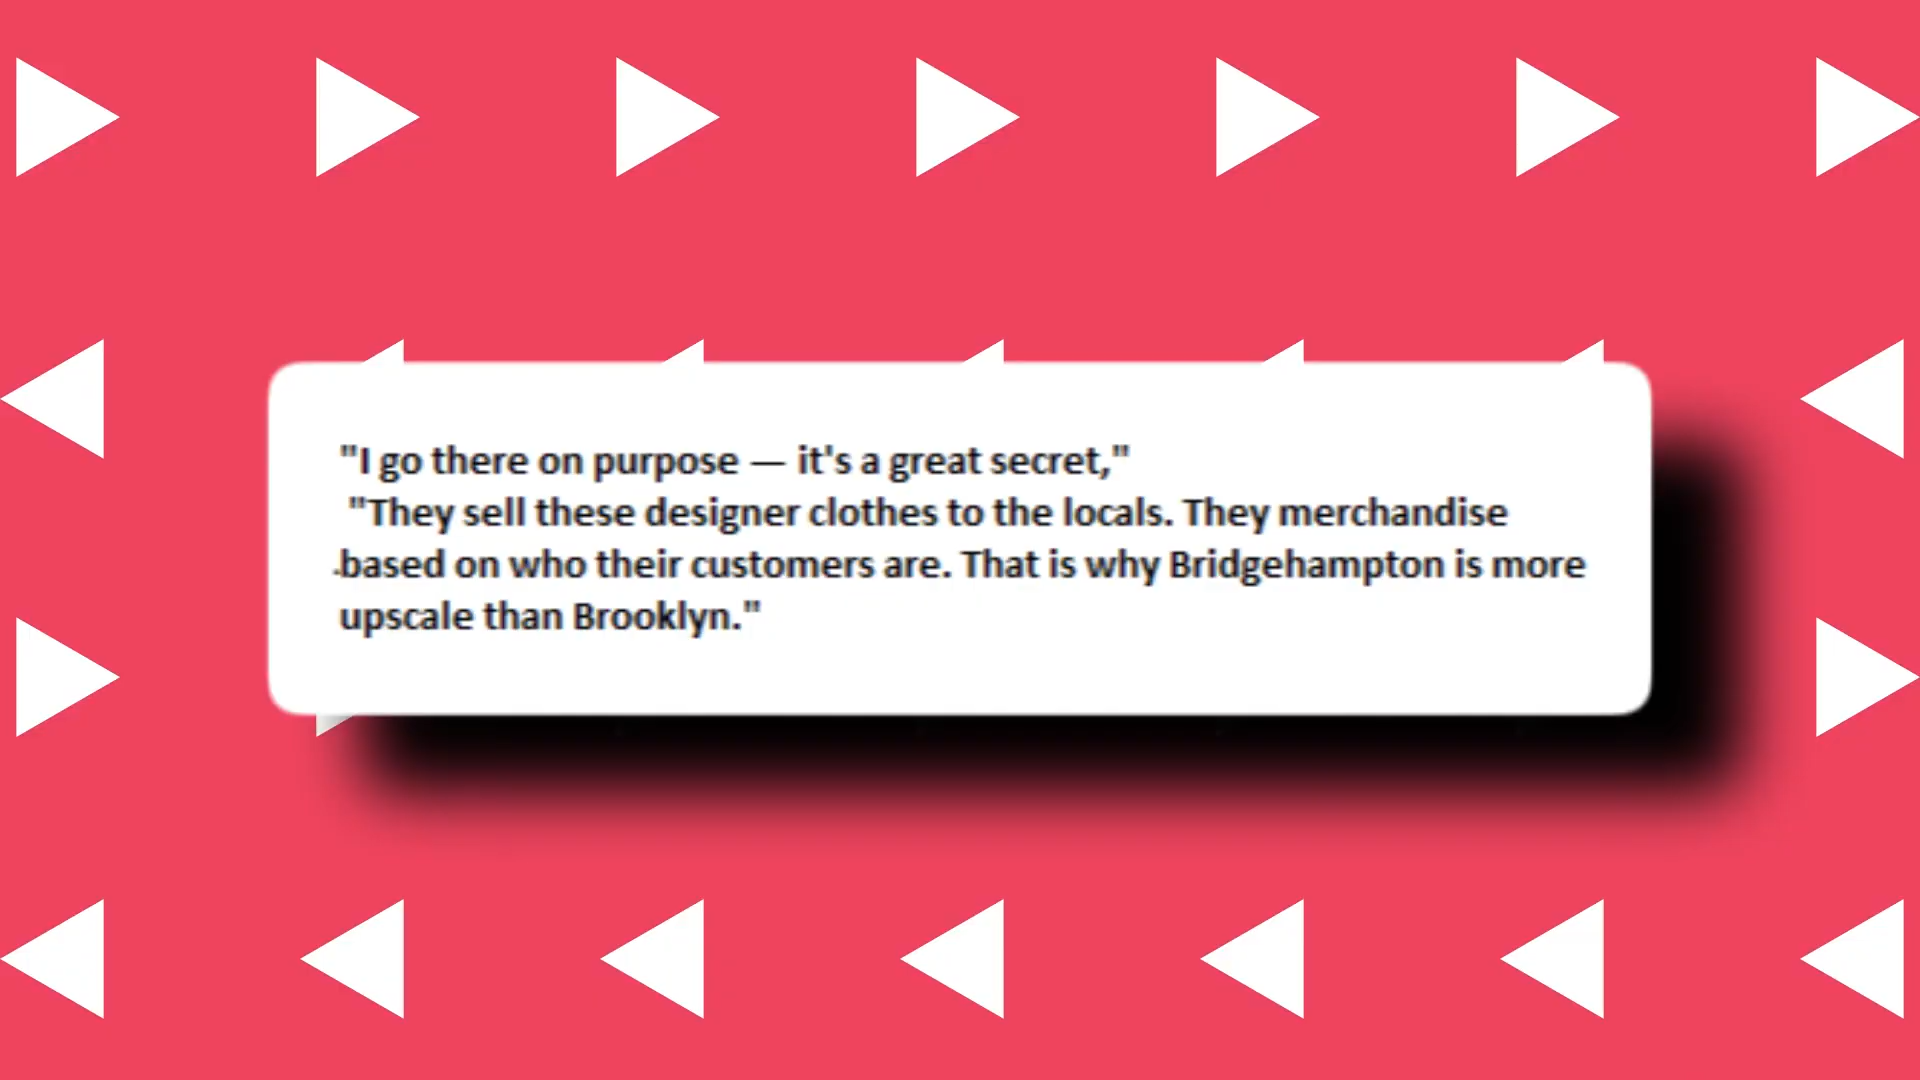 "I go there on purpose — it's a great secret,"
"They sell these designer clothes to the locals. They merchandise
based on who their customers are. That is why Bridgehampton is more
upscale than Brooklyn."